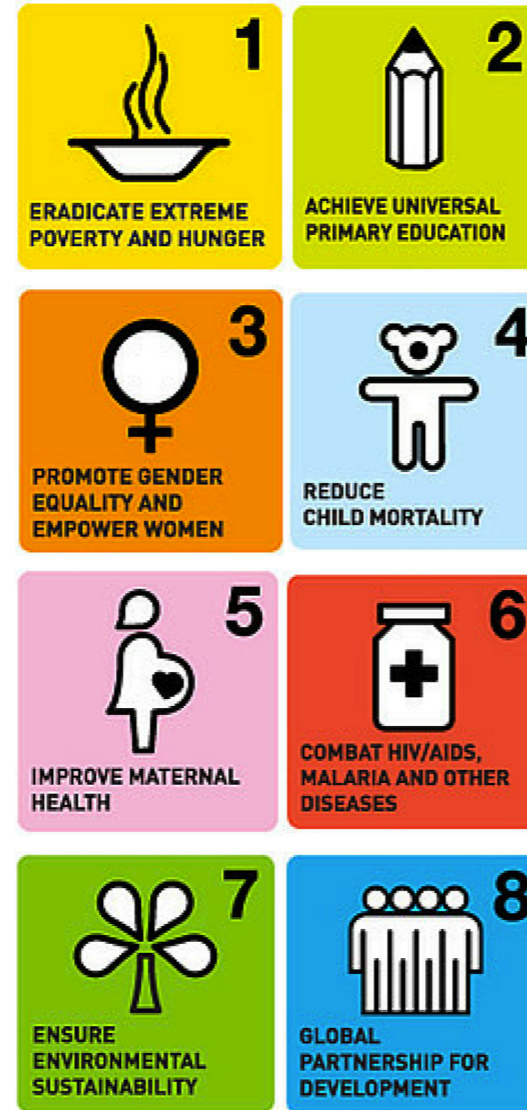 1
ERADICATE EXTREME
POVERTY AND HUNGER
2
ACHIEVE UNIVERSAL
PRIMARY EDUCATION
3
PROMOTE GENDER
EQUALITY AND
EMPOWER WOMEN
4
REDUCE
CHILD MORTALITY
5
IMPROVE MATERNAL
HEALTH
6
COMBAT HIV/AIDS,
MALARIA AND OTHER
DISEASES
7
ENSURE
ENVIRONMENTAL
SUSTAINABILITY
8
GLOBAL
PARTNERSHIP FOR
DEVELOPMENT